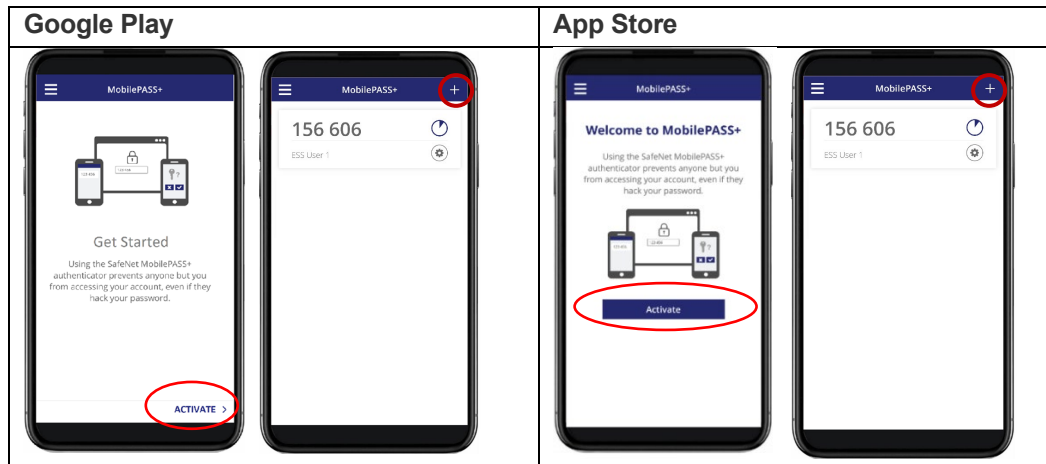 Google Play
App Store
MobilePASS+
Get Started
Using the SafeNet MobilePASS+
authenticator prevents anyone but you
from accessing your account, even if they
hack your password.
ACTIVATE >
MobilePASS+ +
156 606
ESS User 1
MobilePASS+
Welcome to MobilePASS+
Using the SafeNet MobilePASS+
authenticator prevents anyone but you
from accessing your account, even if they
hack your password.
Activate
MobilePASS+ +
156 606
ESS User 1